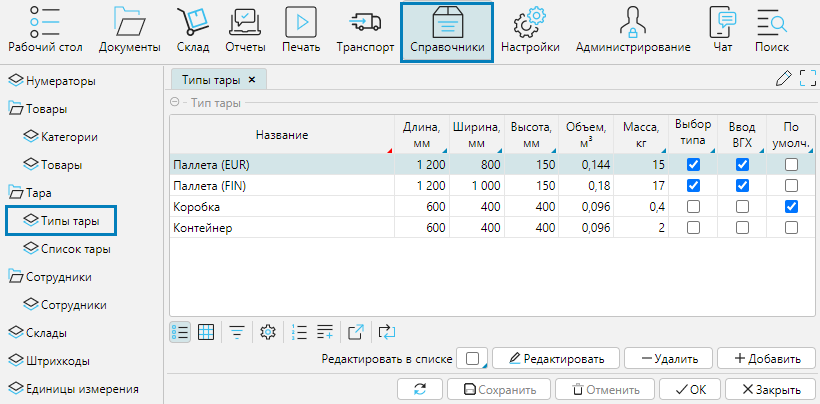 Рабочий стол Документы Склад Отчеты Печать Транспорт Справочники Настройки Администрирование Чат Поиск
Нумераторы
Товары
Категории
Товары
Тара
Типы тары
Список тары
Сотрудники
Сотрудники
Склады
Штрихкоды
Единицы измерения
Типы тары ×
Тип тары
Название Длина, мм Ширина, мм Высота, мм Объем, м³ Масса, кг Выбор типа Ввод ВГХ По умолч.
Паллета (EUR) 1 200 800 150 0,144 15
Паллета (FIN) 1 200 1 000 150 0,18 17
Коробка 600 400 400 0,096 0,4
Контейнер 600 400 400 0,096 2
Редактировать в списке Редактировать Удалить Добавить
Сохранить Отменить OK Закрыть